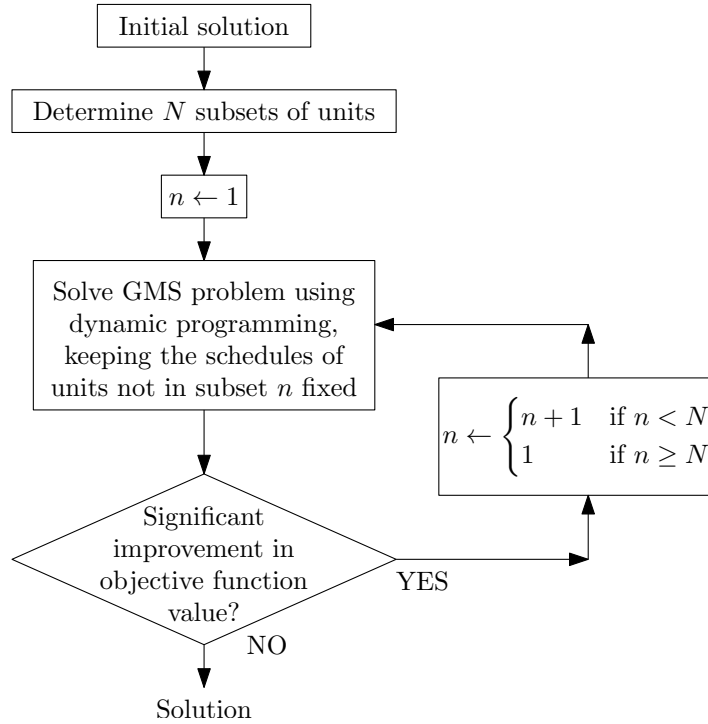 Initial solution
Determine N subsets of units
n ← 1
Solve GMS problem using
dynamic programming,
keeping the schedules of
units not in subset n fixed
n ← { n + 1 if n < N
1 if n ≥ N
Significant
improvement in
objective function
value?
YES
NO
Solution